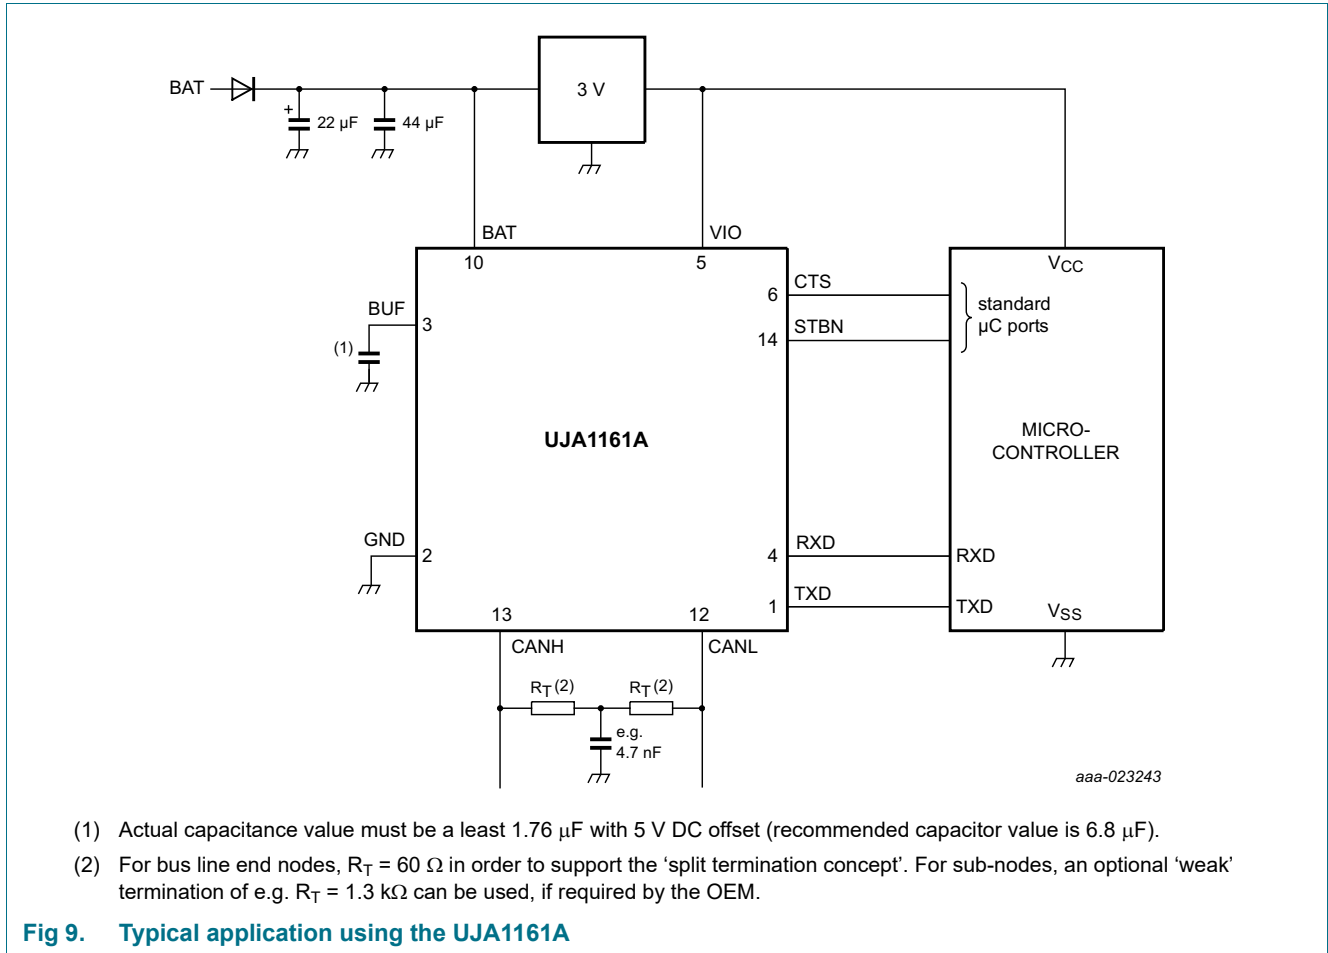 BAT
3 V
+
22 µF
44 µF
BAT
VIO
10
5
VCC
CTS
6
standard
µC ports
STBN
14
BUF
3
(1)
UJA1161A
MICRO-
CONTROLLER
GND
2
RXD
4
RXD
TXD
1
TXD
13
12
VSS
CANH
CANL
RT (2)
RT (2)
e.g.
4.7 nF
aaa-023243
(1) Actual capacitance value must be a least 1.76 μF with 5 V DC offset (recommended capacitor value is 6.8 μF).
(2) For bus line end nodes, RT = 60 Ω in order to support the ‘split termination concept’. For sub-nodes, an optional ‘weak’
termination of e.g. RT = 1.3 kΩ can be used, if required by the OEM.
Fig 9. Typical application using the UJA1161A